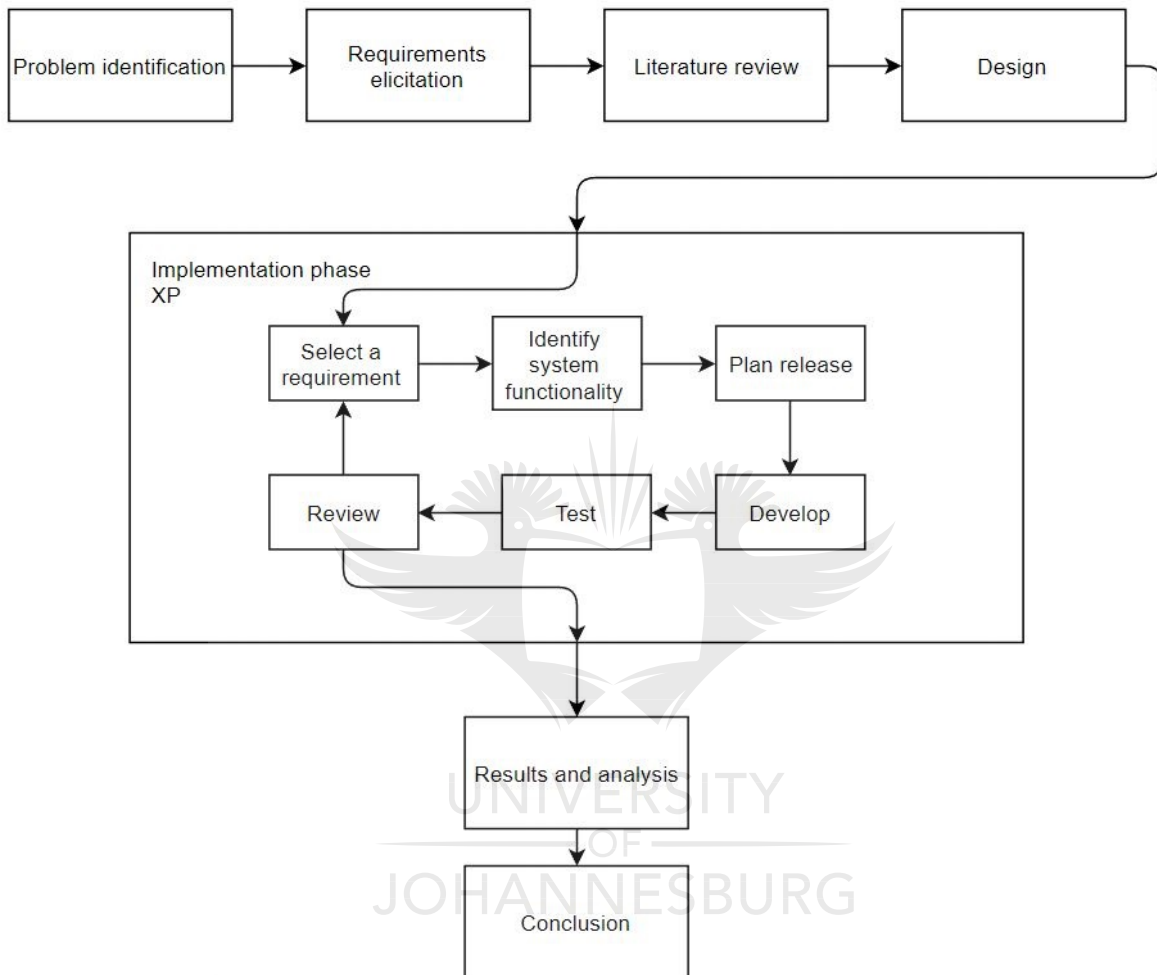 Problem identification
Requirements
elicitation
Literature review
Design
Implementation phase
XP
Select a
requirement
Identify
system
functionality
Plan release
Review
Test
Develop
Results and analysis
UNIVERSITY
OF
JOHANNESBURG
Conclusion